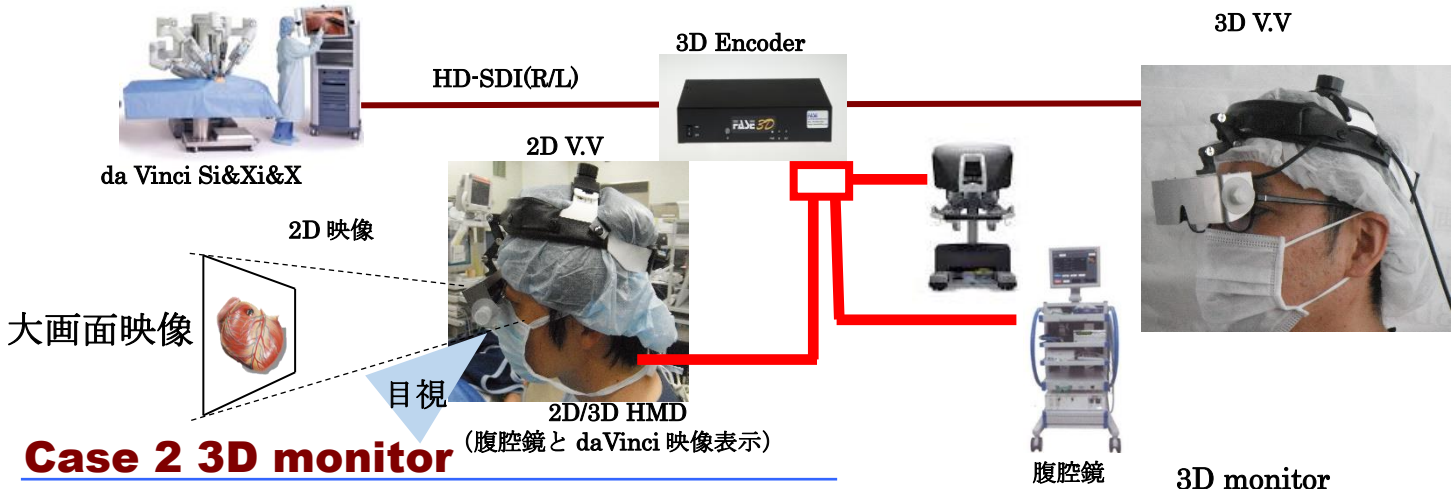 3D V.V
3D Encoder
HD-SDI(R/L)
FASE 3D
2D V.V
da Vinci Si&Xi&X
2D 映像
大画面映像
目視
2D/3D HMD
（腹腔鏡と daVinci 映像表示）
Case 2 3D monitor
腹腔鏡
3D monitor